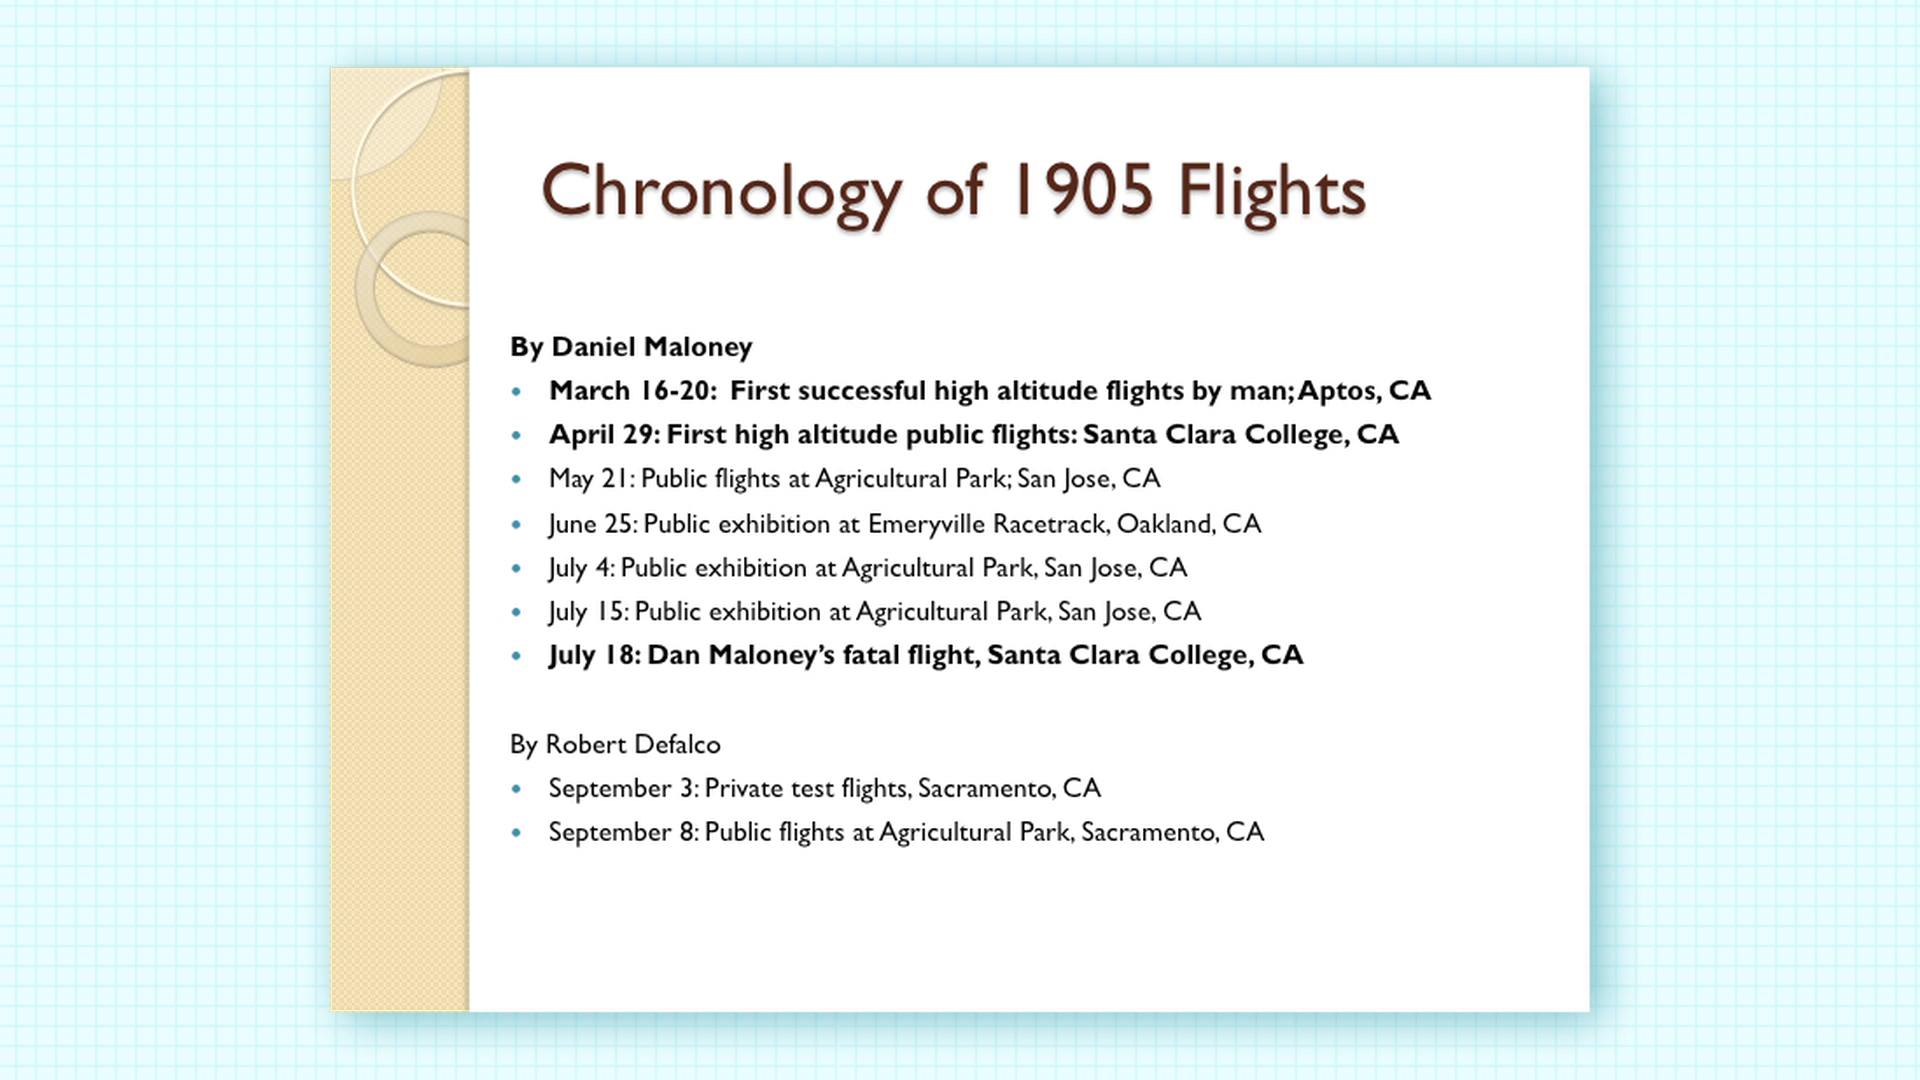 Chronology of 1905 Flights
By Daniel Maloney
• March 16-20:  First successful high altitude flights by man; Aptos, CA
• April 29: First high altitude public flights: Santa Clara College, CA
• May 21: Public flights at Agricultural Park; San Jose, CA
• June 25: Public exhibition at Emeryville Racetrack, Oakland, CA
• July 4: Public exhibition at Agricultural Park, San Jose, CA
• July 15: Public exhibition at Agricultural Park, San Jose, CA
• July 18: Dan Maloney’s fatal flight, Santa Clara College, CA
By Robert Defalco
• September 3: Private test flights, Sacramento, CA
• September 8: Public flights at Agricultural Park, Sacramento, CA